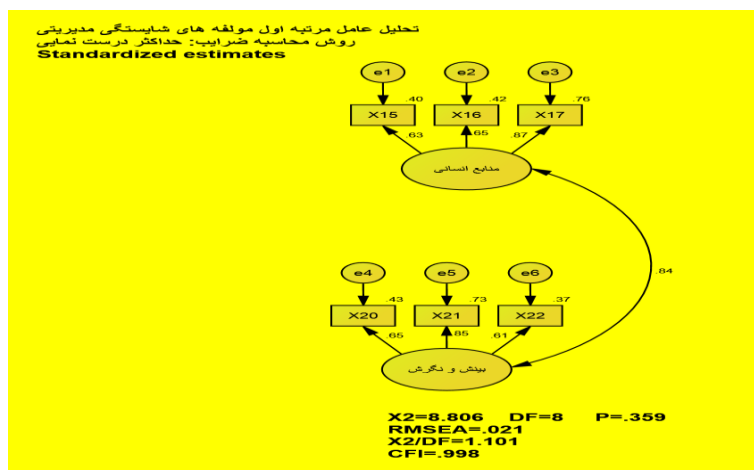 تحلیل عامل مرتبه اول مولفه های شایستگی مدیریتی
روش محاسبه ضرایب: حداکثر درست نمایی
Standardized estimates
e1 e2 e3
.40 .42 .76
X15 X16 X17
.63 .65 .87
منابع انسانی
.84
e4 e5 e6
.43 .73 .37
X20 X21 X22
.65 .85 .61
بینش و نگرش
X2=8.806 DF=8 P=.359
RMSEA=.021
X2/DF=1.101
CFI=.998